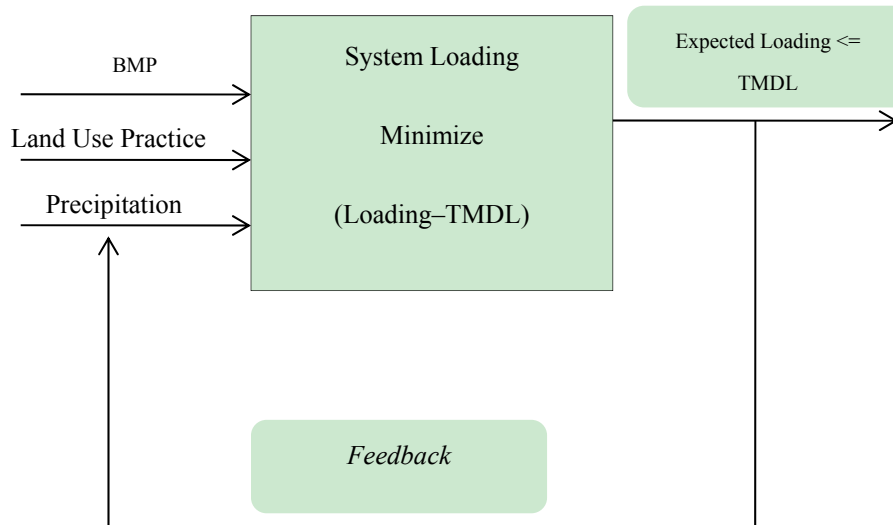 BMP
Land Use Practice
Precipitation
System Loading
Minimize
(Loading–TMDL)
Expected Loading <=
TMDL
Feedback